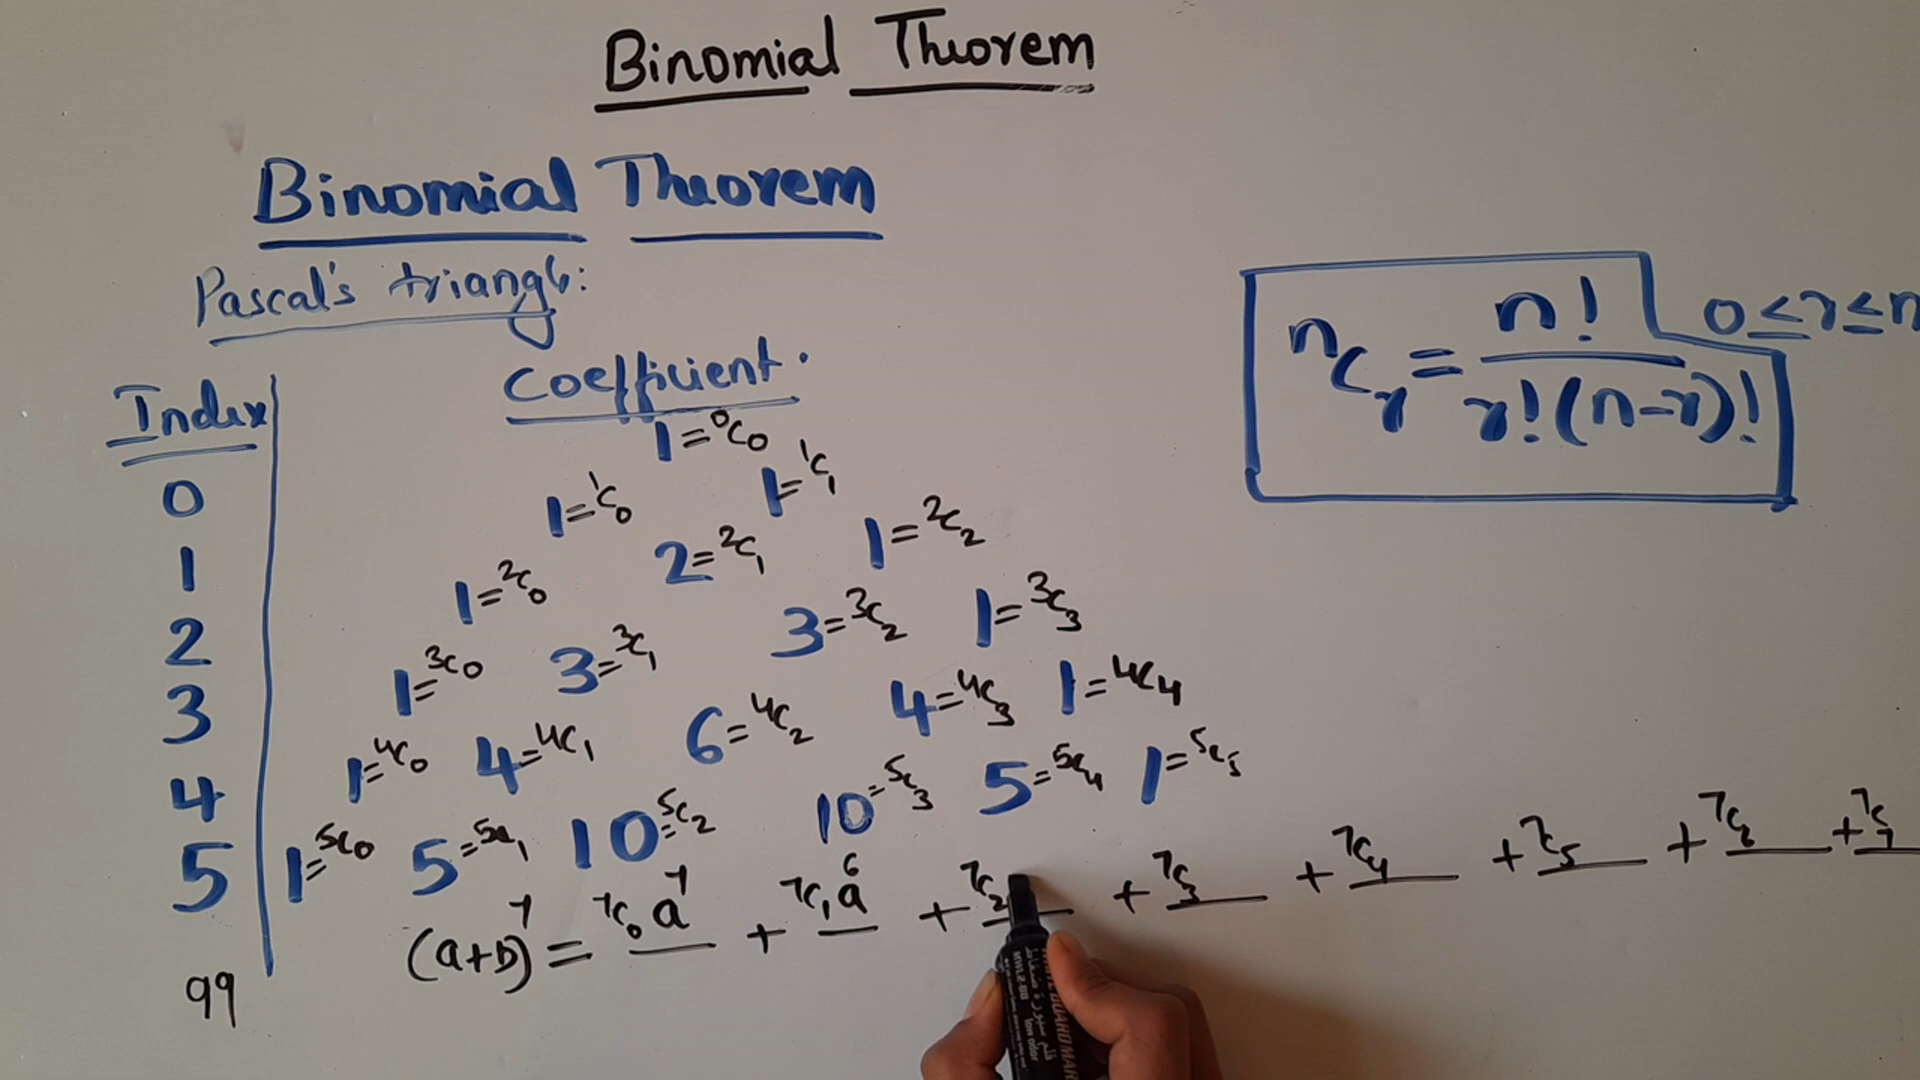 Binomial Theorem
Binomial Theorem
Pascal's triangle:
ⁿCᵣ = n! / r!(n-r)! 0≤r≤n
Index Coefficient.
1=⁰C₀
0 1=¹C₀ 1=¹C₁
1 1=²C₀ 2=²C₁ 1=²C₂
2 1=³C₀ 3=³C₁ 3=³C₂ 1=³C₃
3 1=⁴C₀ 4=⁴C₁ 6=⁴C₂ 4=⁴C₃ 1=⁴C₄
4 1=⁵C₀ 5=⁵C₁ 10=⁵C₂ 10=⁵C₃ 5=⁵C₄ 1=⁵C₅
5
(a+b)⁷ = ⁷C₀ a⁷ + ⁷C₁ a⁶ + ⁷C₂ + ⁷C₃ + ⁷C₄ + ⁷C₅ + ⁷C₆ + ⁷C₇
99
low odor